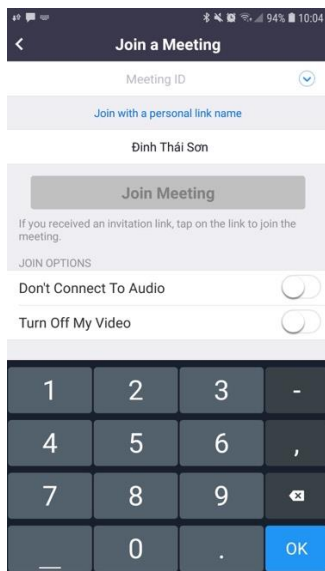 94% 10:04
Join a Meeting
Meeting ID
Join with a personal link name
Đinh Thái Sơn
Join Meeting
If you received an invitation link, tap on the link to join the
meeting.
JOIN OPTIONS
Don't Connect To Audio
Turn Off My Video
1 2 3 -
4 5 6 ,
7 8 9
_ 0 . OK